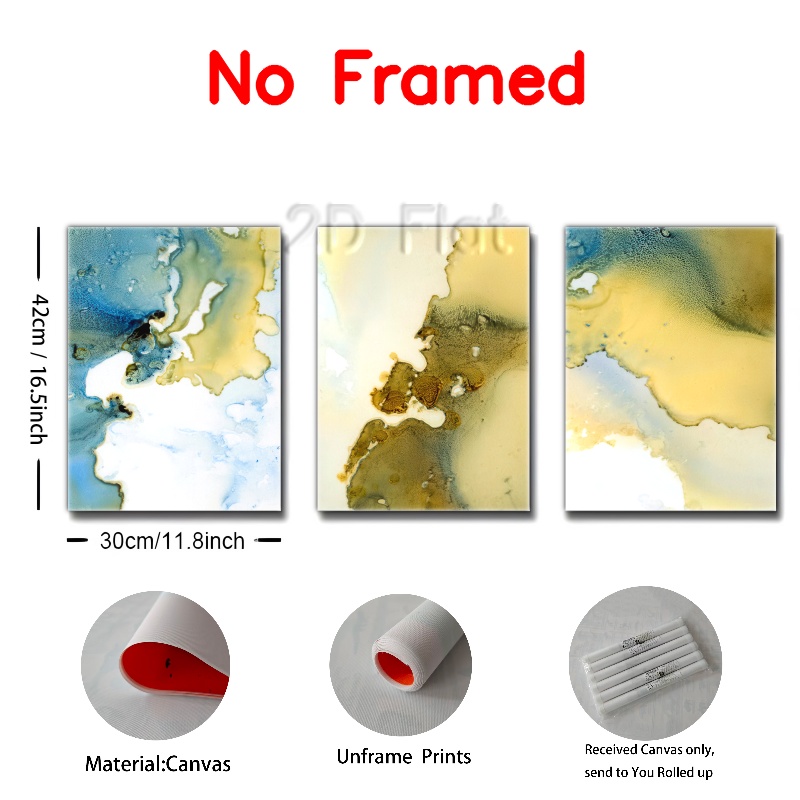 No Framed
2D Flat
42cm / 16.5inch
30cm/11.8inch
Material:Canvas
Unframe Prints
Received Canvas only,
send to You Rolled up